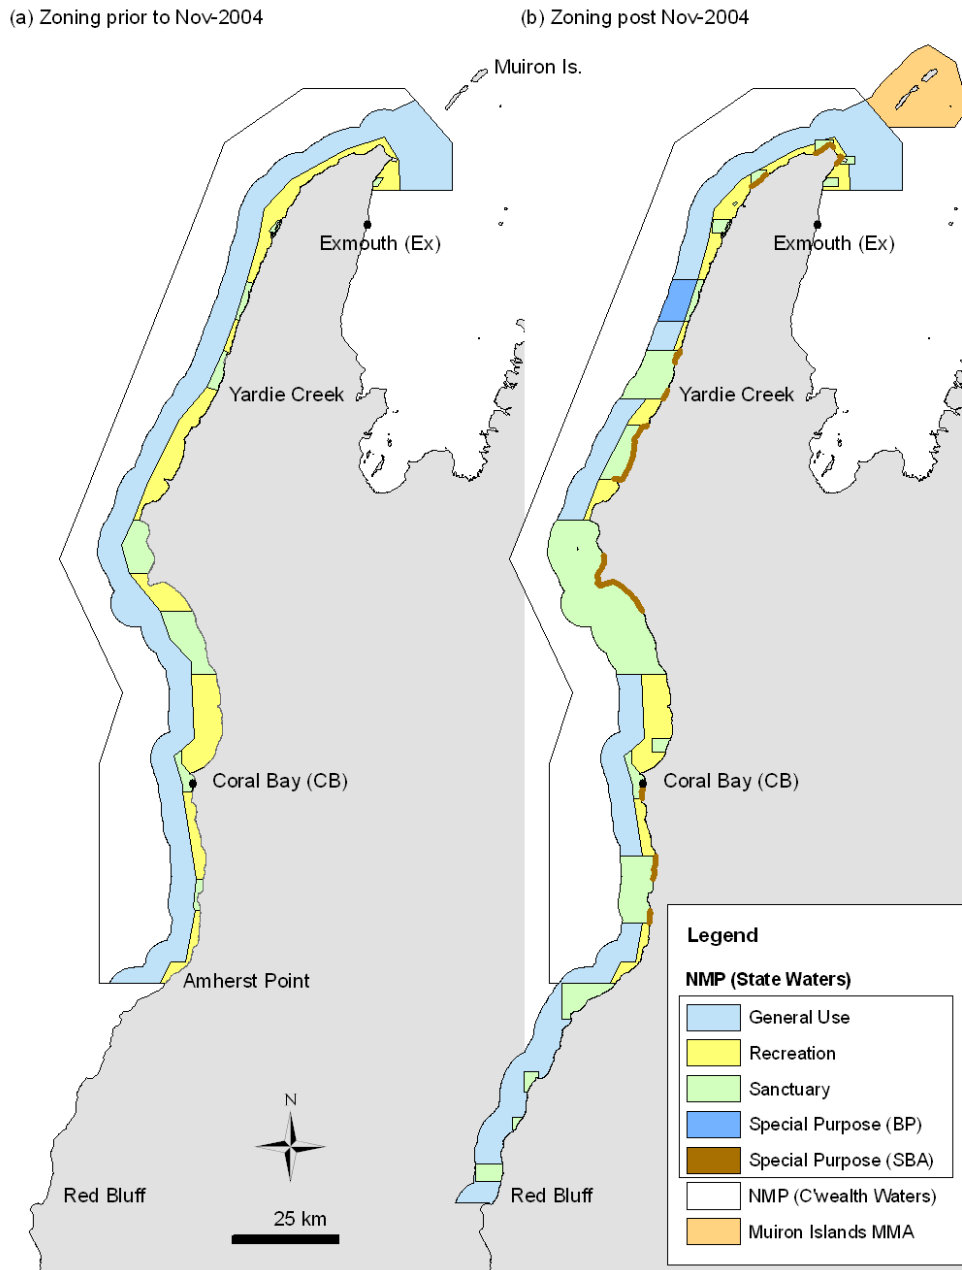 (a) Zoning prior to Nov-2004
(b) Zoning post Nov-2004
Muiron Is.
Exmouth (Ex)
Yardie Creek
Coral Bay (CB)
Amherst Point
Red Bluff
N
25 km
Exmouth (Ex)
Yardie Creek
Coral Bay (CB)
Red Bluff
Legend
NMP (State Waters)
General Use
Recreation
Sanctuary
Special Purpose (BP)
Special Purpose (SBA)
NMP (C'wealth Waters)
Muiron Islands MMA